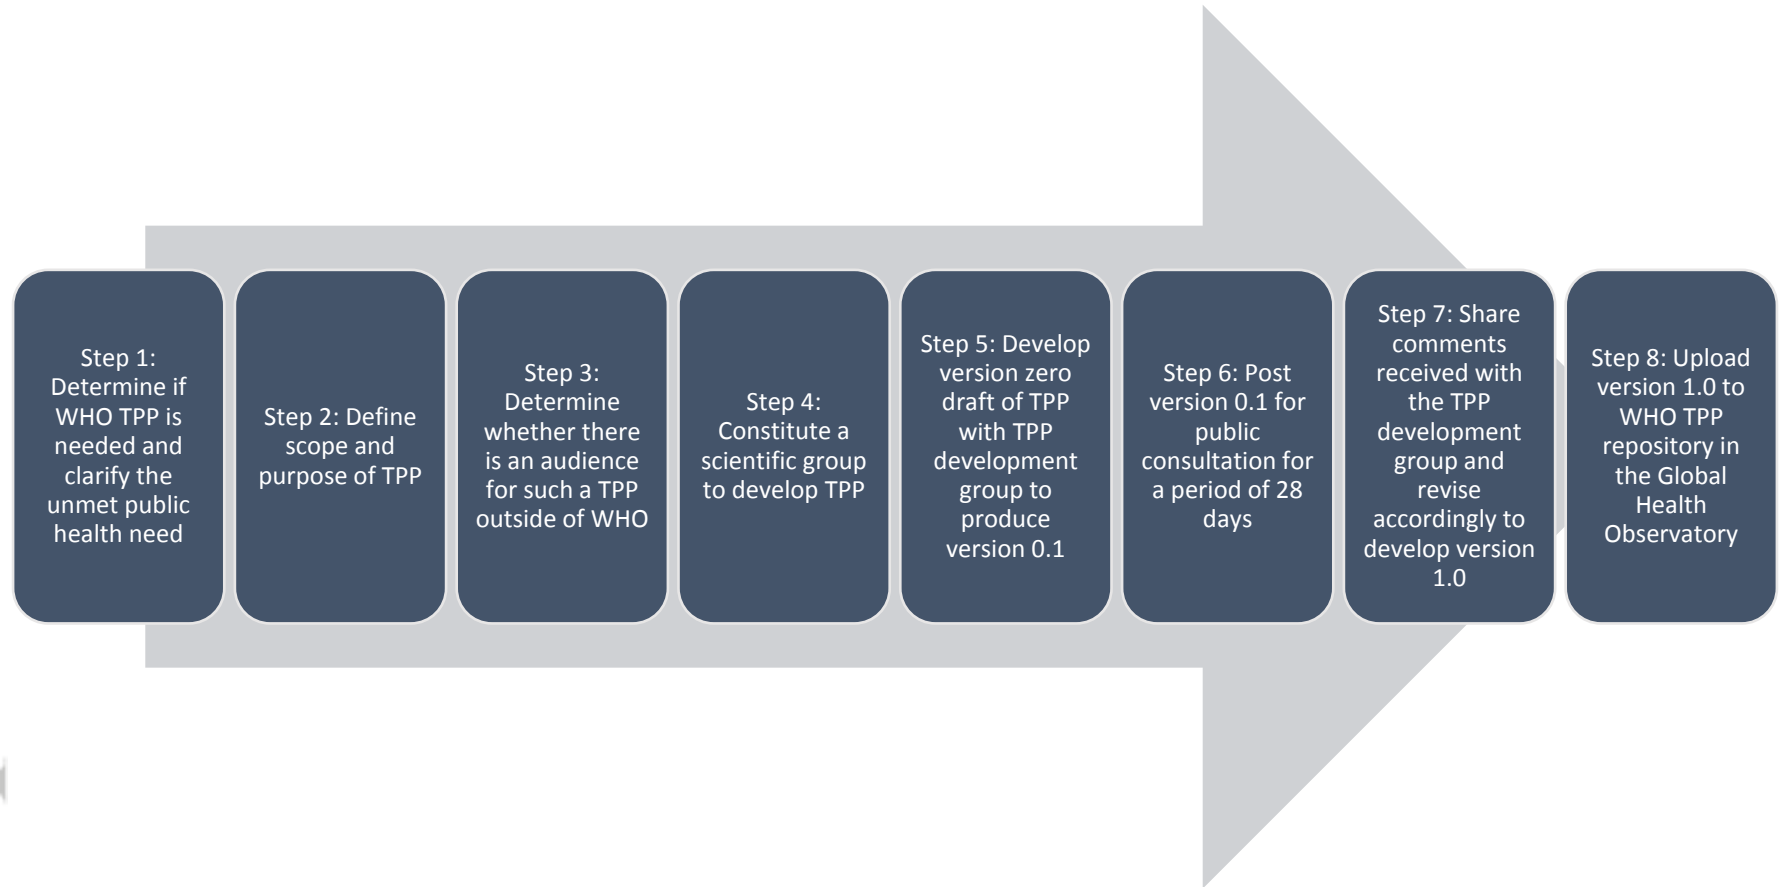 Step 1:
Determine if
WHO TPP is
needed and
clarify the
unmet public
health need
Step 2: Define
scope and
purpose of TPP
Step 3:
Determine
whether there
is an audience
for such a TPP
outside of WHO
Step 4:
Constitute a
scientific group
to develop TPP
Step 5: Develop
version zero
draft of TPP
with TPP
development
group to
produce
version 0.1
Step 6: Post
version 0.1 for
public
consultation for
a period of 28
days
Step 7: Share
comments
received with
the TPP
development
group and
revise
accordingly to
develop version
1.0
Step 8: Upload
version 1.0 to
WHO TPP
repository in
the Global
Health
Observatory